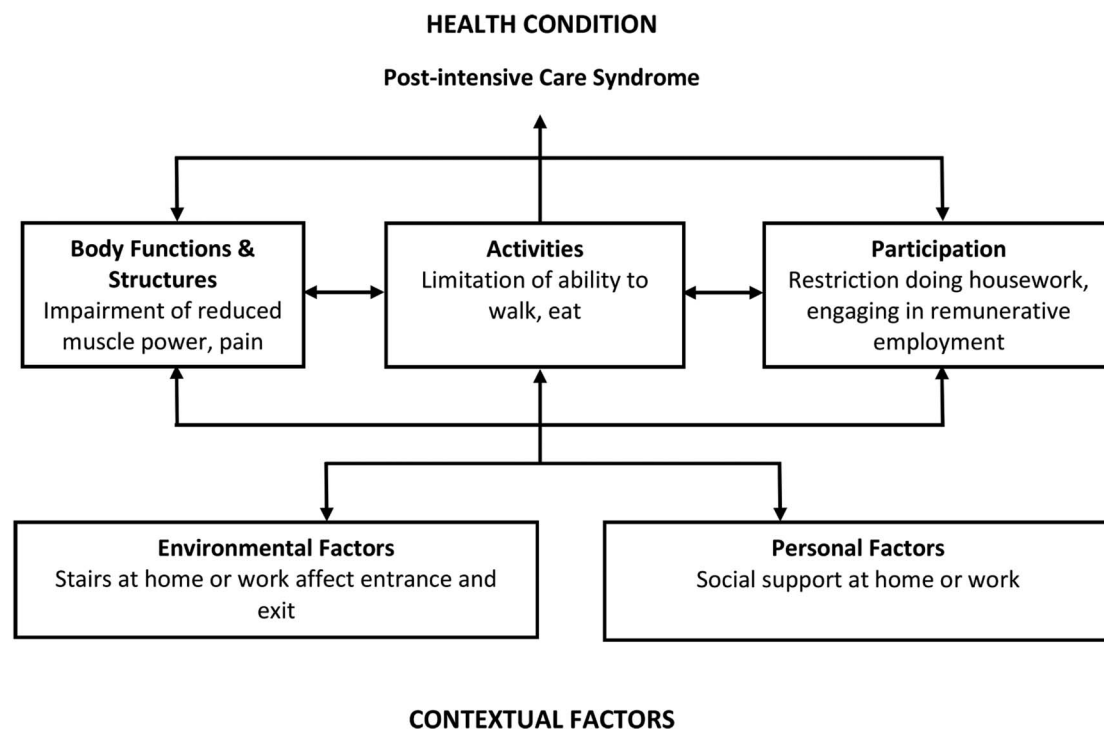 HEALTH CONDITION
Post-intensive Care Syndrome
Body Functions &
Structures
Impairment of reduced
muscle power, pain
Activities
Limitation of ability to
walk, eat
Participation
Restriction doing housework,
engaging in remunerative
employment
Environmental Factors
Stairs at home or work affect entrance and
exit
Personal Factors
Social support at home or work
CONTEXTUAL FACTORS